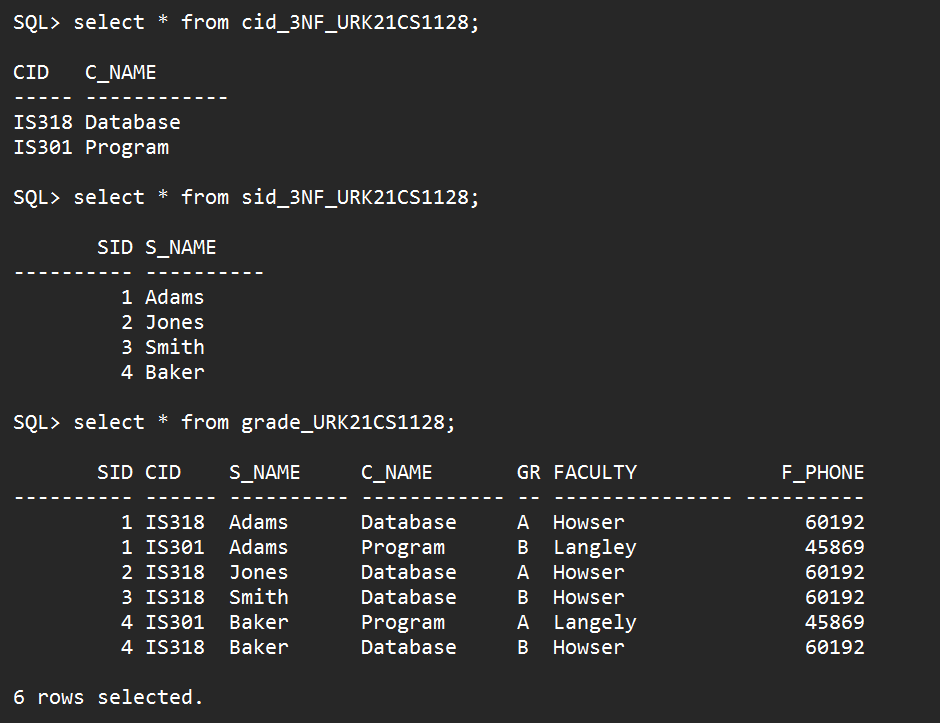 SQL> select * from cid_3NF_URK21CS1128;
CID   C_NAME
----- ------------
IS318 Database
IS301 Program
SQL> select * from sid_3NF_URK21CS1128;
       SID S_NAME
---------- ----------
         1 Adams
         2 Jones
         3 Smith
         4 Baker
SQL> select * from grade_URK21CS1128;
       SID CID    S_NAME     C_NAME       GR FACULTY            F_PHONE
---------- ------ ---------- ------------ -- --------------- ----------
         1 IS318  Adams      Database     A  Howser               60192
         1 IS301  Adams      Program      B  Langley              45869
         2 IS318  Jones      Database     A  Howser               60192
         3 IS318  Smith      Database     B  Howser               60192
         4 IS301  Baker      Program      A  Langely              45869
         4 IS318  Baker      Database     B  Howser               60192
6 rows selected.